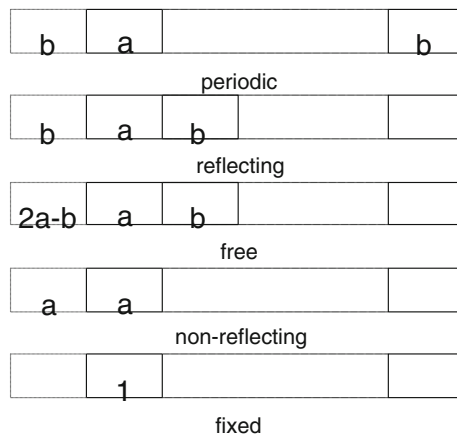 b a b
periodic
b a b
reflecting
2a-b a b
free
a a
non-reflecting
1
fixed